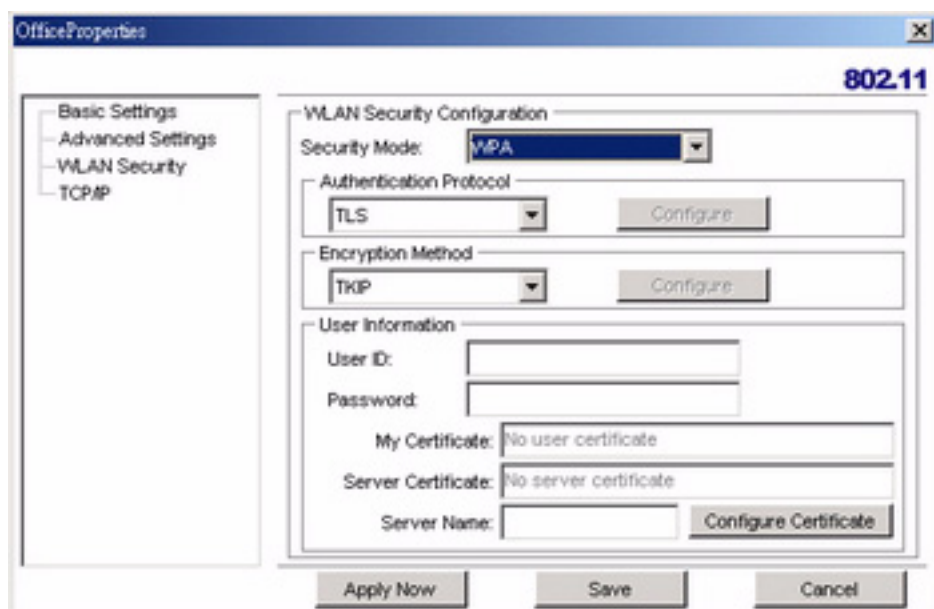 OfficeProperties
802.11
Basic Settings
Advanced Settings
WLAN Security
TCP/IP
WLAN Security Configuration
Security Mode: WPA
Authentication Protocol
TLS Configure
Encryption Method
TKIP Configure
User Information
User ID:
Password:
My Certificate: No user certificate
Server Certificate: No server certificate
Server Name: Configure Certificate
Apply Now Save Cancel